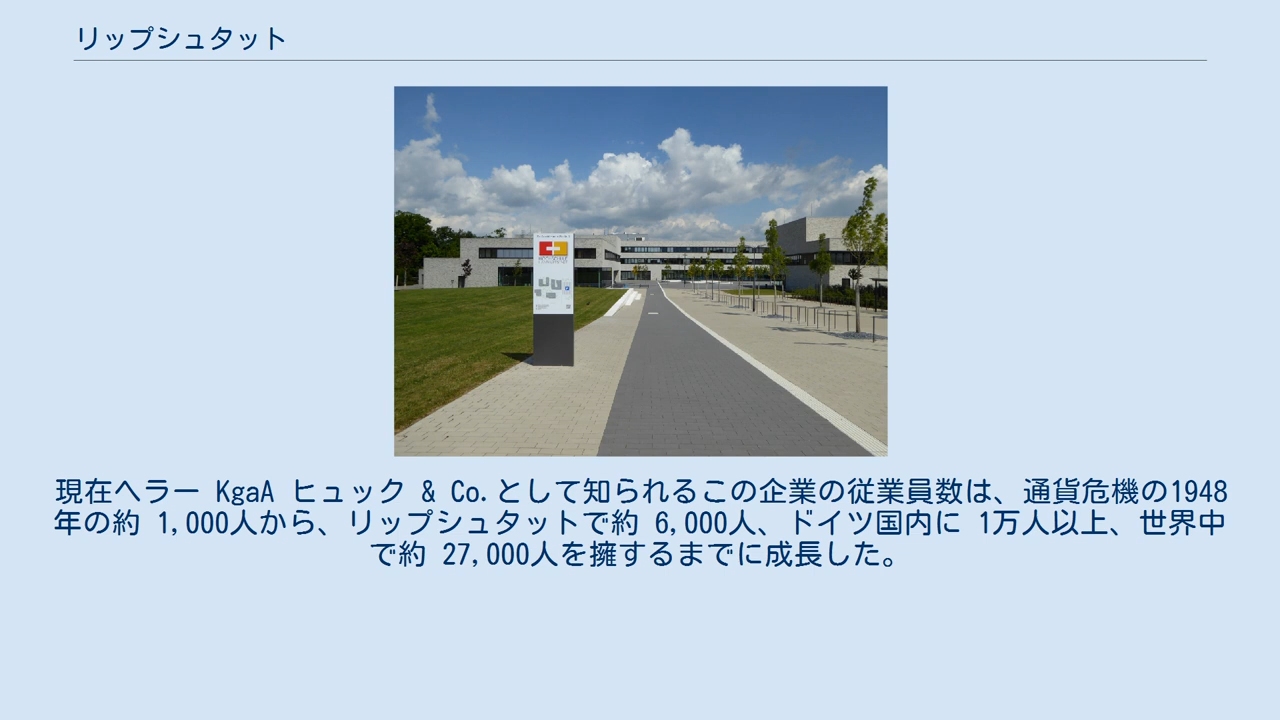 リップシュタット
現在ヘラー KgaA ヒュック & Co.として知られるこの企業の従業員数は、通貨危機の1948
年の約 1,000人から、リップシュタットで約 6,000人、ドイツ国内に 1万人以上、世界中
で約 27,000人を擁するまでに成長した。